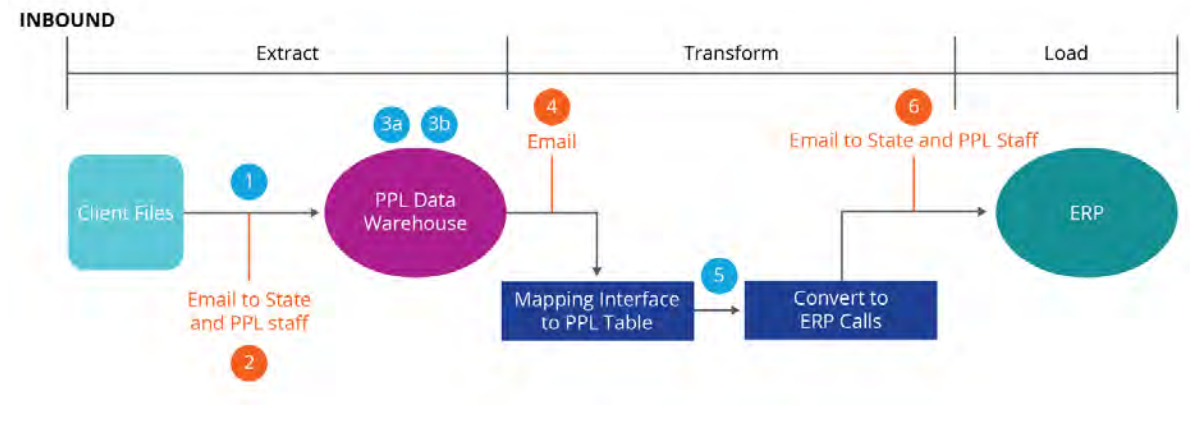 INBOUND
Extract
Transform
Load
3a
3b
4
6
Email
Email to State and PPL Staff
1
Client Files
PPL Data
Warehouse
ERP
5
Email to State
and PPL staff
Mapping Interface
to PPL Table
Convert to
ERP Calls
2